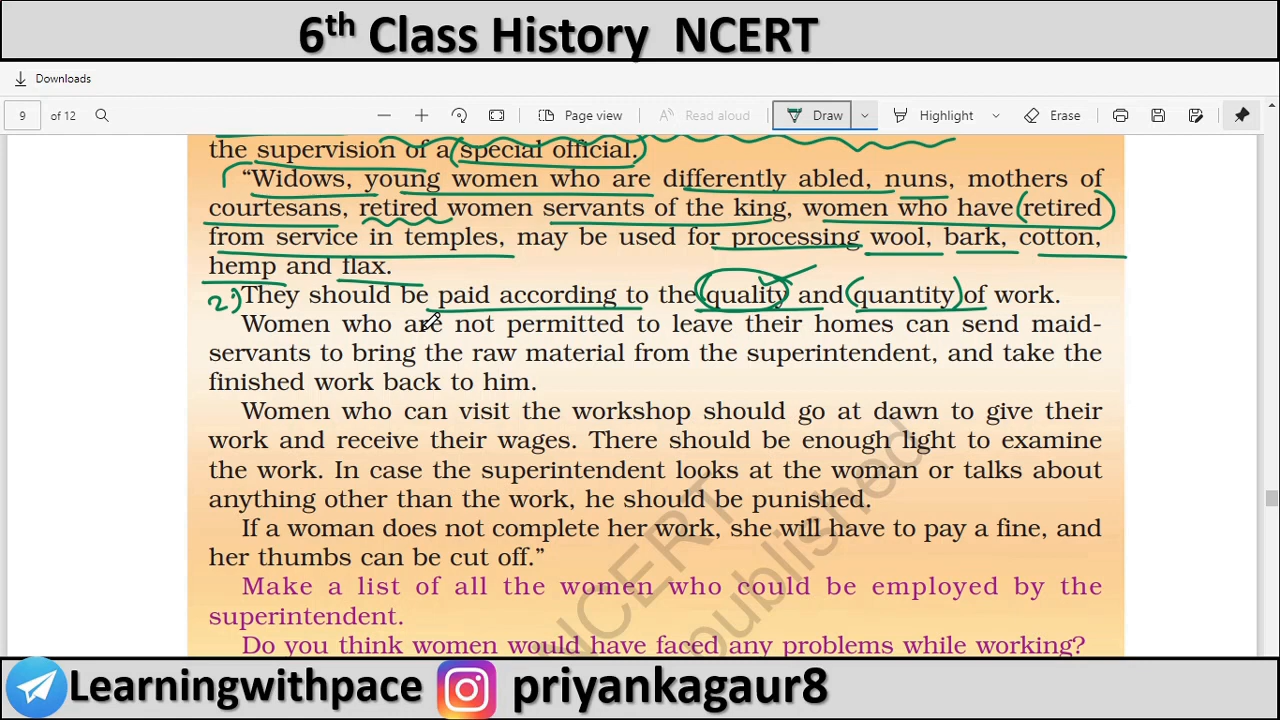 6th Class History NCERT
Downloads
9 of 12 Page view Read aloud Draw Highlight Erase
the supervision of a special official.
“Widows, young women who are differently abled, nuns, mothers of
courtesans, retired women servants of the king, women who have retired
from service in temples, may be used for processing wool, bark, cotton,
hemp and flax.
2) They should be paid according to the quality and quantity of work.
Women who are not permitted to leave their homes can send maid-
servants to bring the raw material from the superintendent, and take the
finished work back to him.
Women who can visit the workshop should go at dawn to give their
work and receive their wages. There should be enough light to examine
the work. In case the superintendent looks at the woman or talks about
anything other than the work, he should be punished.
If a woman does not complete her work, she will have to pay a fine, and
her thumbs can be cut off.”
Make a list of all the women who could be employed by the
superintendent.
Do you think women would have faced any problems while working?
NCERT
published
Learningwithpace priyankagaur8